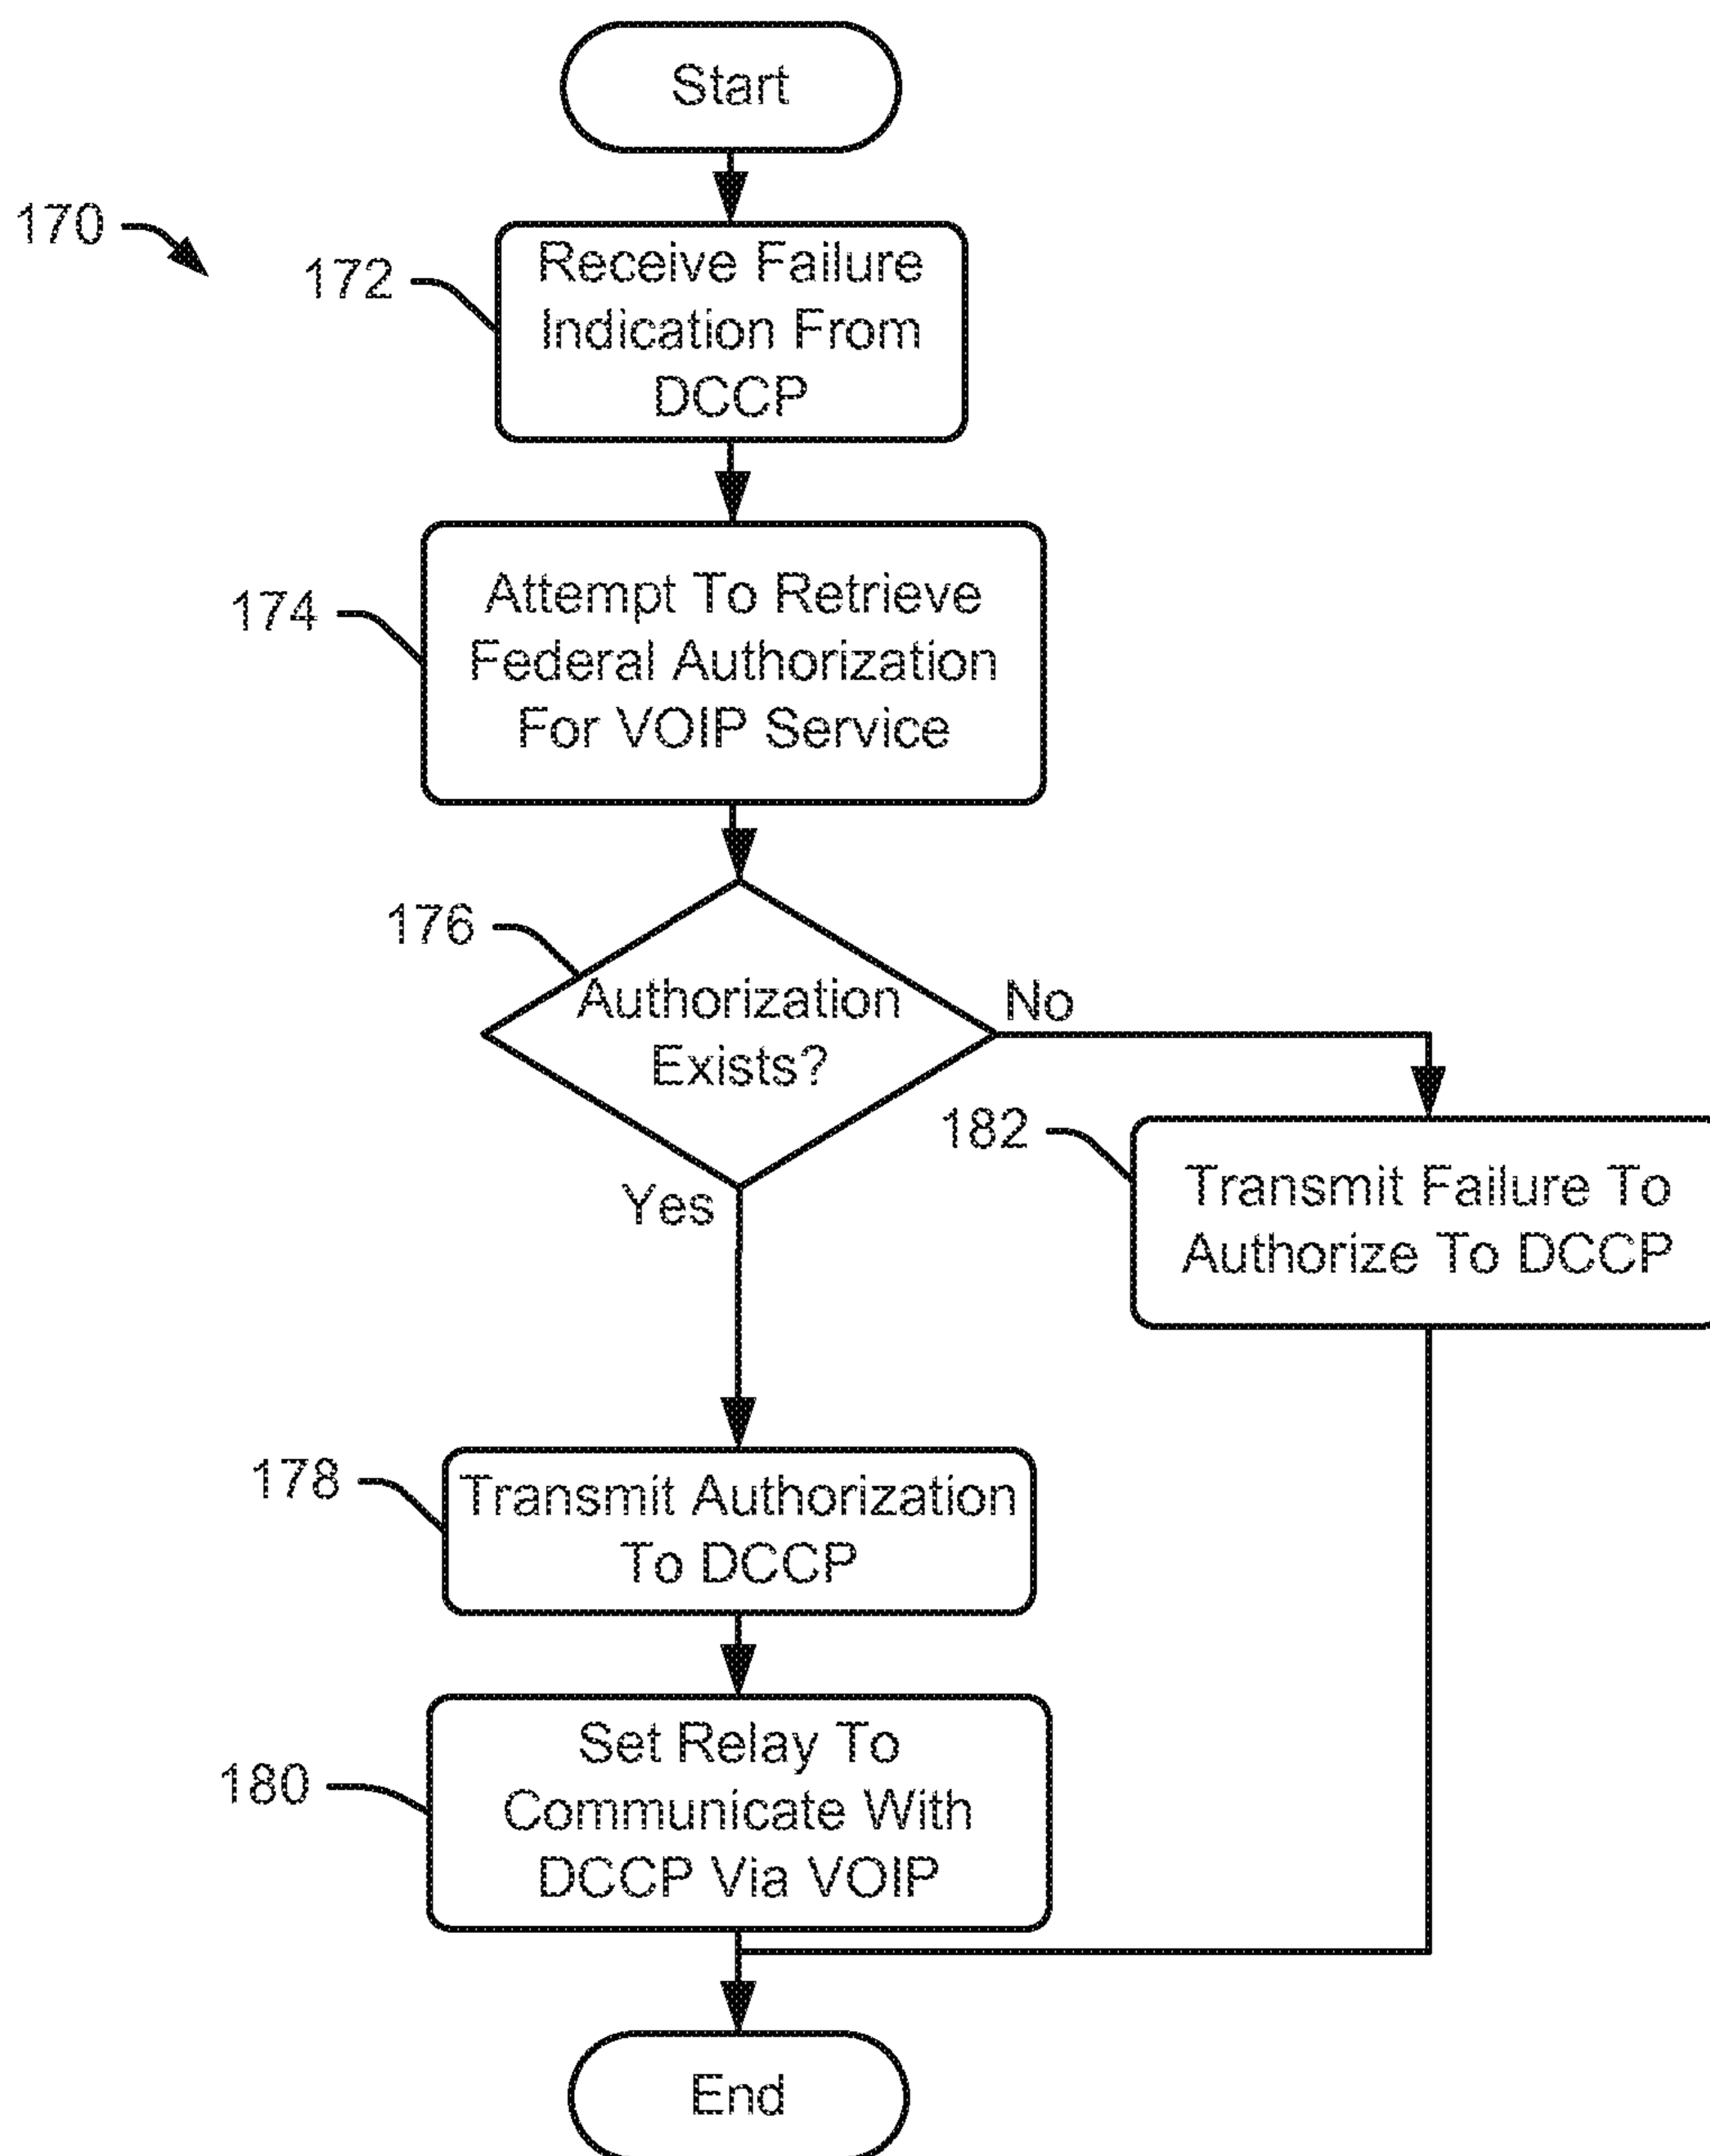 Start
170
172
Receive Failure
Indication From
DCCP
174
Attempt To Retrieve
Federal Authorization
For VOIP Service
176
Authorization
Exists?
No
Yes
182
Transmit Failure To
Authorize To DCCP
178
Transmit Authorization
To DCCP
180
Set Relay To
Communicate With
DCCP Via VOIP
End